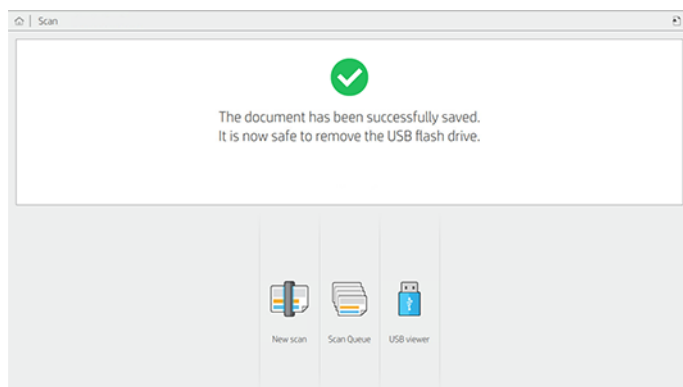 Scan
The document has been successfully saved.
It is now safe to remove the USB flash drive.
New scan
Scan Queue
USB viewer